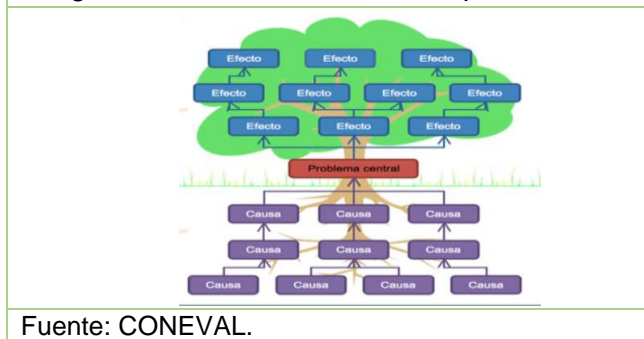 Efecto Efecto Efecto
Efecto Efecto Efecto Efecto
Efecto Efecto Efecto
Problema central
Causa Causa Causa
Causa Causa Causa
Causa Causa Causa Causa
Fuente: CONEVAL.